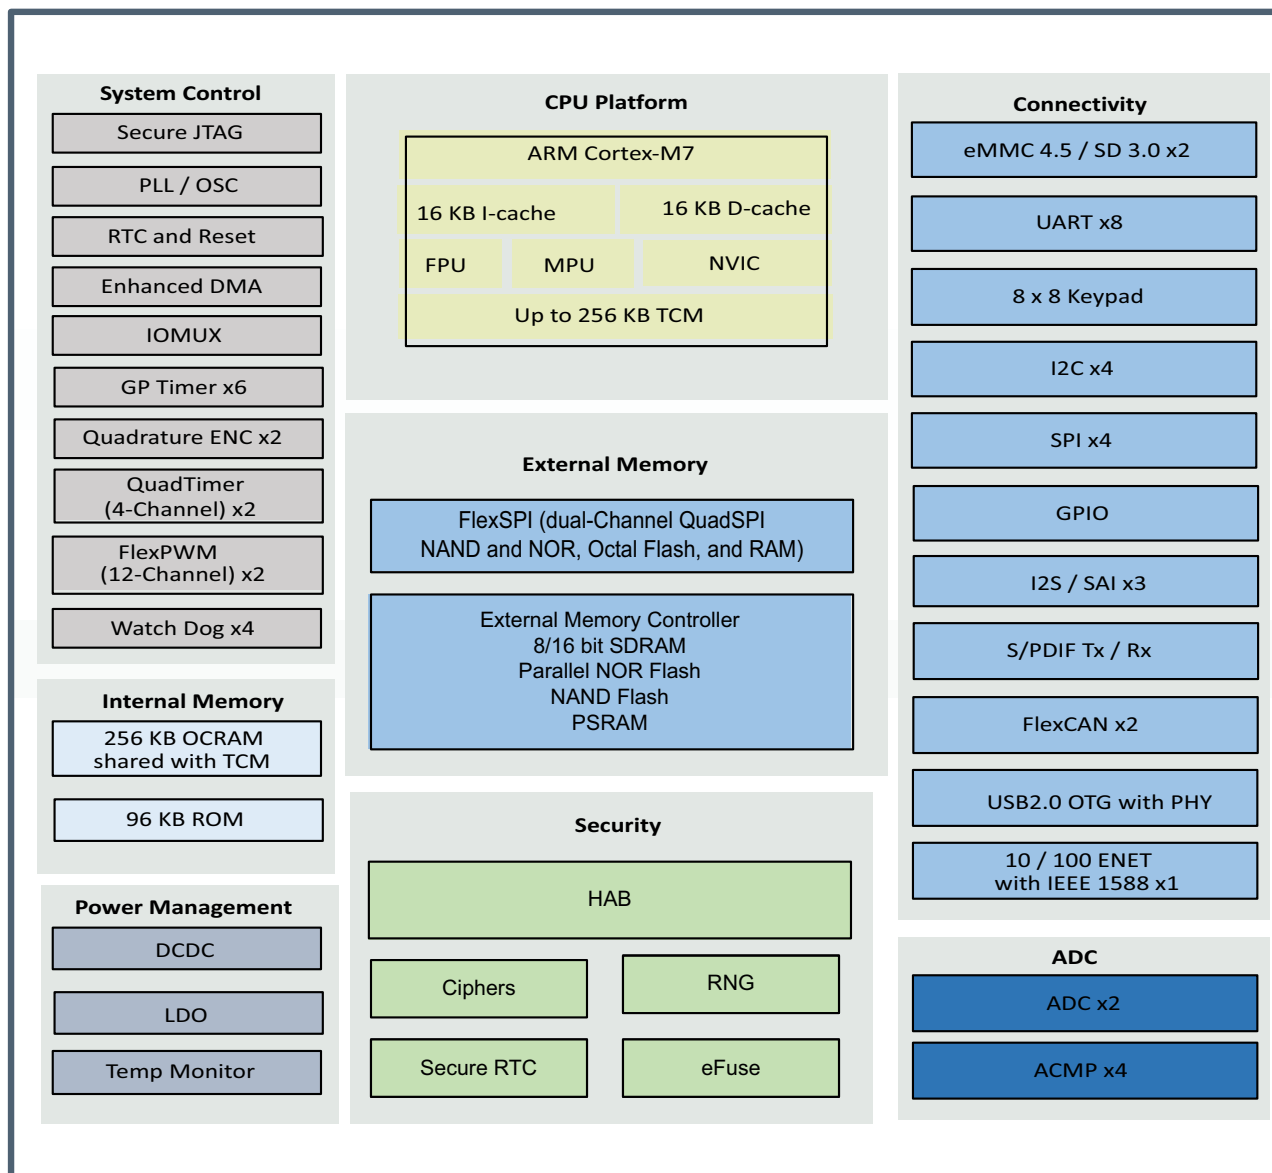 System Control
Secure JTAG
PLL / OSC
RTC and Reset
Enhanced DMA
IOMUX
GP Timer x6
Quadrature ENC x2
QuadTimer
(4-Channel) x2
FlexPWM
(12-Channel) x2
Watch Dog x4
Internal Memory
256 KB OCRAM
shared with TCM
96 KB ROM
Power Management
DCDC
LDO
Temp Monitor
CPU Platform
ARM Cortex-M7
16 KB I-cache
16 KB D-cache
FPU
MPU
NVIC
Up to 256 KB TCM
External Memory
FlexSPI (dual-Channel QuadSPI
NAND and NOR, Octal Flash, and RAM)
External Memory Controller
8/16 bit SDRAM
Parallel NOR Flash
NAND Flash
PSRAM
Security
HAB
Ciphers
RNG
Secure RTC
eFuse
Connectivity
eMMC 4.5 / SD 3.0 x2
UART x8
8 x 8 Keypad
I2C x4
SPI x4
GPIO
I2S / SAI x3
S/PDIF Tx / Rx
FlexCAN x2
USB2.0 OTG with PHY
10 / 100 ENET
with IEEE 1588 x1
ADC
ADC x2
ACMP x4